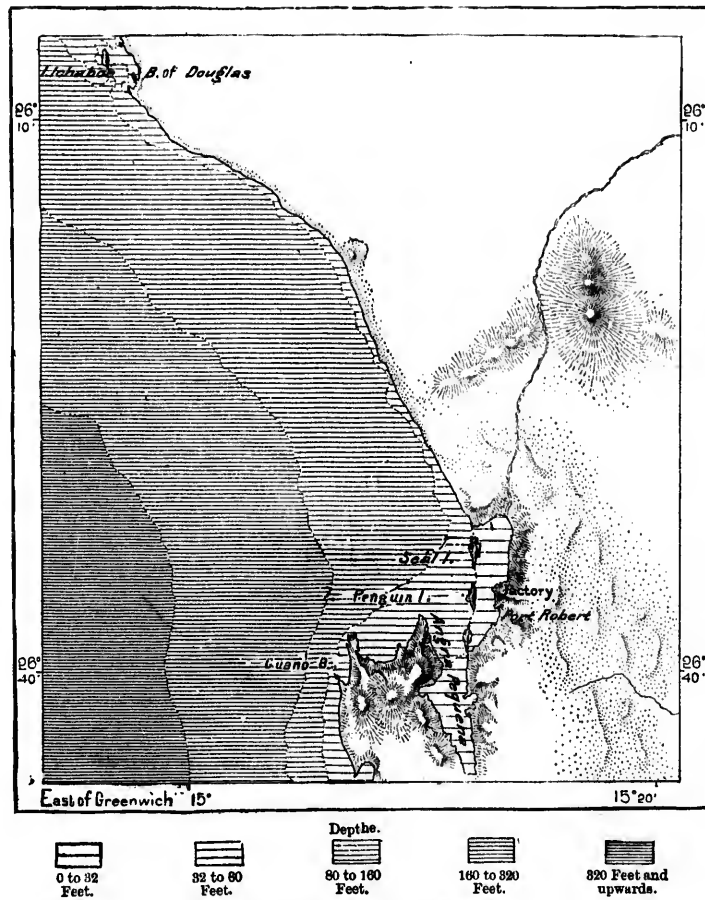 Ichaboe
B. of Douglas
26°
10'
26°
10'
Seal I.
Penguin I.
Factory
Port Robert
Guano B.
Angria Pequena
26°
40'
26°
40'
East of Greenwich 15°
15° 20'
Depths.
0 to 32
Feet.
32 to 80
Feet.
80 to 160
Feet.
160 to 320
Feet.
320 Feet and
upwards.